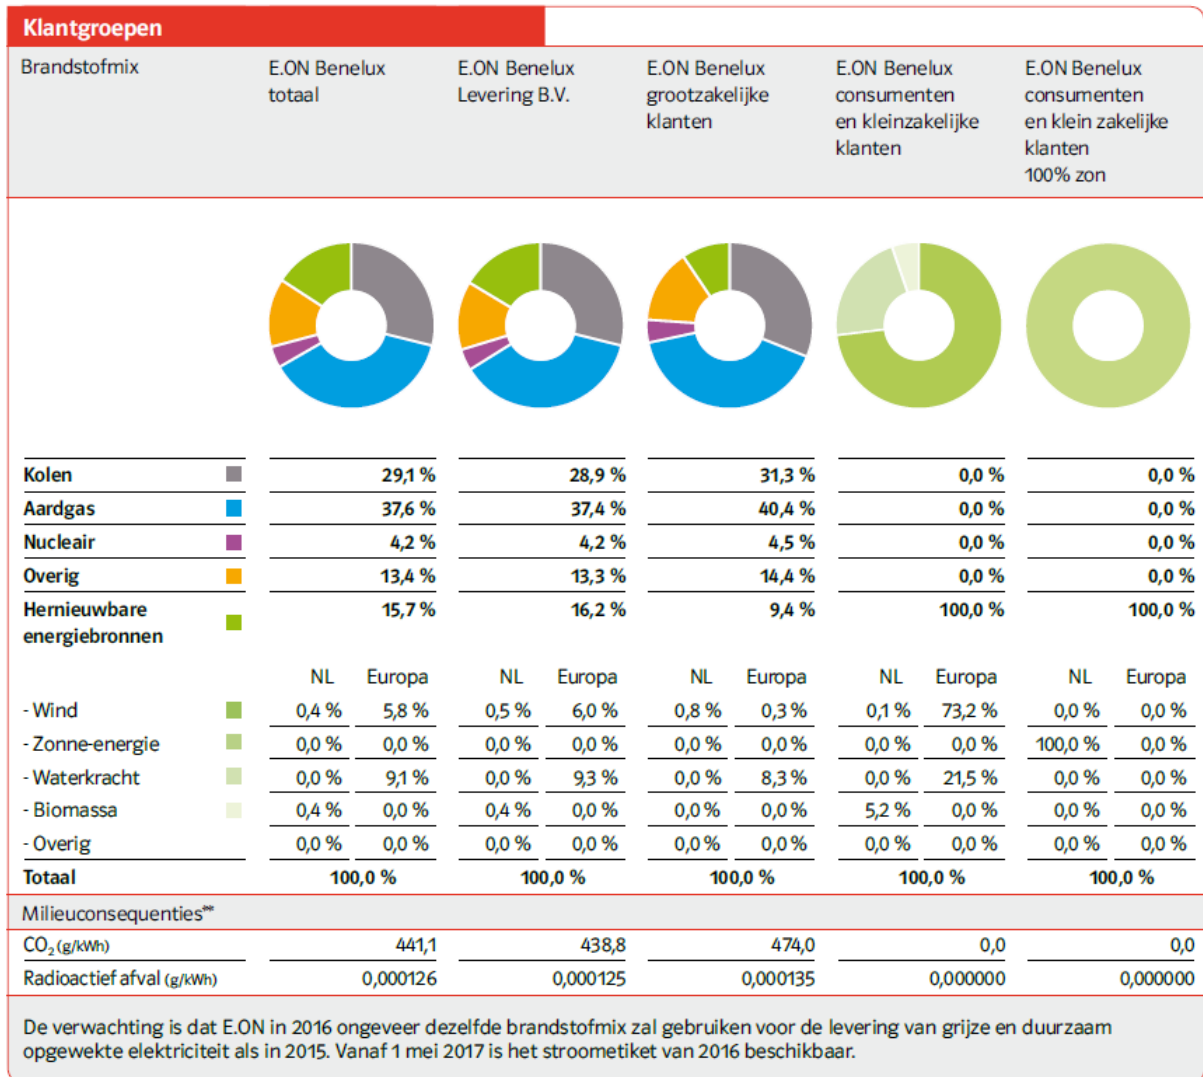 Klantgroepen
Brandstofmix
E.ON Benelux
totaal
E.ON Benelux
Levering B.V.
E.ON Benelux
grootzakelijke
klanten
E.ON Benelux
consumenten
en kleinzakelijke
klanten
E.ON Benelux
consumenten
en klein zakelijke
klanten
100% zon
Kolen 29,1 % 28,9 % 31,3 % 0,0 % 0,0 %
Aardgas 37,6 % 37,4 % 40,4 % 0,0 % 0,0 %
Nucleair 4,2 % 4,2 % 4,5 % 0,0 % 0,0 %
Overig 13,4 % 13,3 % 14,4 % 0,0 % 0,0 %
Hernieuwbare 15,7 % 16,2 % 9,4 % 100,0 % 100,0 %
energiebronnen
NL Europa NL Europa NL Europa NL Europa NL Europa
- Wind 0,4 % 5,8 % 0,5 % 6,0 % 0,8 % 0,3 % 0,1 % 73,2 % 0,0 % 0,0 %
- Zonne-energie 0,0 % 0,0 % 0,0 % 0,0 % 0,0 % 0,0 % 0,0 % 0,0 % 100,0 % 0,0 %
- Waterkracht 0,0 % 9,1 % 0,0 % 9,3 % 0,0 % 8,3 % 0,0 % 21,5 % 0,0 % 0,0 %
- Biomassa 0,4 % 0,0 % 0,4 % 0,0 % 0,0 % 0,0 % 5,2 % 0,0 % 0,0 % 0,0 %
- Overig 0,0 % 0,0 % 0,0 % 0,0 % 0,0 % 0,0 % 0,0 % 0,0 % 0,0 % 0,0 %
Totaal 100,0 % 100,0 % 100,0 % 100,0 % 100,0 %
Milieuconsequenties**
CO₂ (g/kWh) 441,1 438,8 474,0 0,0 0,0
Radioactief afval (g/kWh) 0,000126 0,000125 0,000135 0,000000 0,000000
De verwachting is dat E.ON in 2016 ongeveer dezelfde brandstofmix zal gebruiken voor de levering van grijze en duurzaam
opgewekte elektriciteit als in 2015. Vanaf 1 mei 2017 is het stroometiket van 2016 beschikbaar.